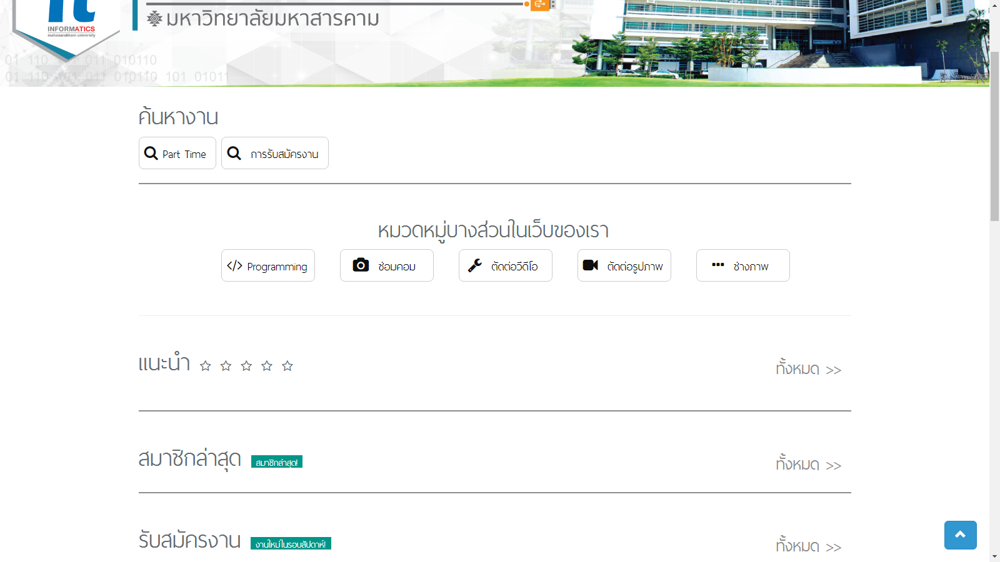 INFORMATICS
mahasarakham university
มหาวิทยาลัยมหาสารคาม
01 110 101 011 010110
01 110 101 011 010110 101 01011
ค้นหางาน
Part Time
การรับสมัครงาน
หมวดหมู่บางส่วนในเว็บของเรา
</> Programming
ซ่อมคอม
ตัดต่อวีดีโอ
ตัดต่อรูปภาพ
ช่างภาพ
แนะนำ
ทั้งหมด >>
สมาชิกล่าสุด สมาชิกล่าสุด!
ทั้งหมด >>
รับสมัครงาน งานใหม่ในรอบสัปดาห์!
ทั้งหมด >>